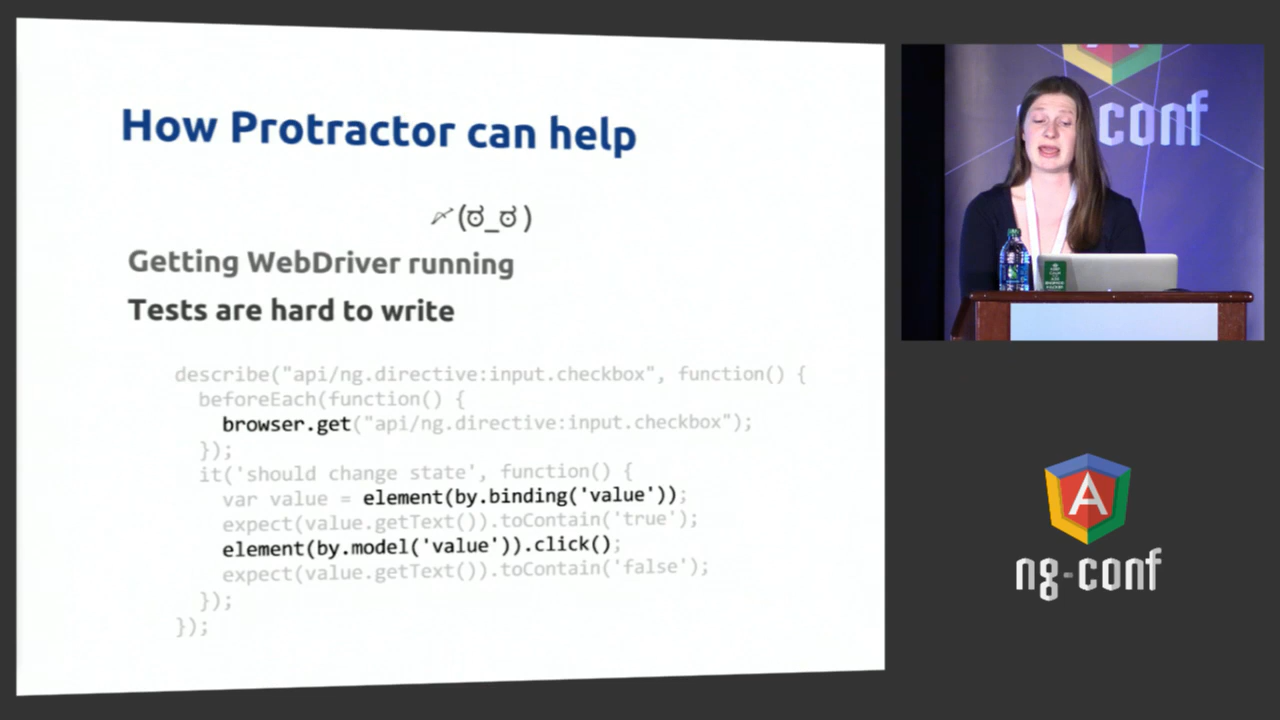 How Protractor can help
(ಠ_ಠ)
Getting WebDriver running
Tests are hard to write
describe("api/ng.directive:input.checkbox", function() {
beforeEach(function() {
browser.get("api/ng.directive:input.checkbox");
});
it('should change state', function() {
var value = element(by.binding('value'));
expect(value.getText()).toContain('true');
element(by.model('value')).click();
expect(value.getText()).toContain('false');
});
});
conf
A
ng-conf